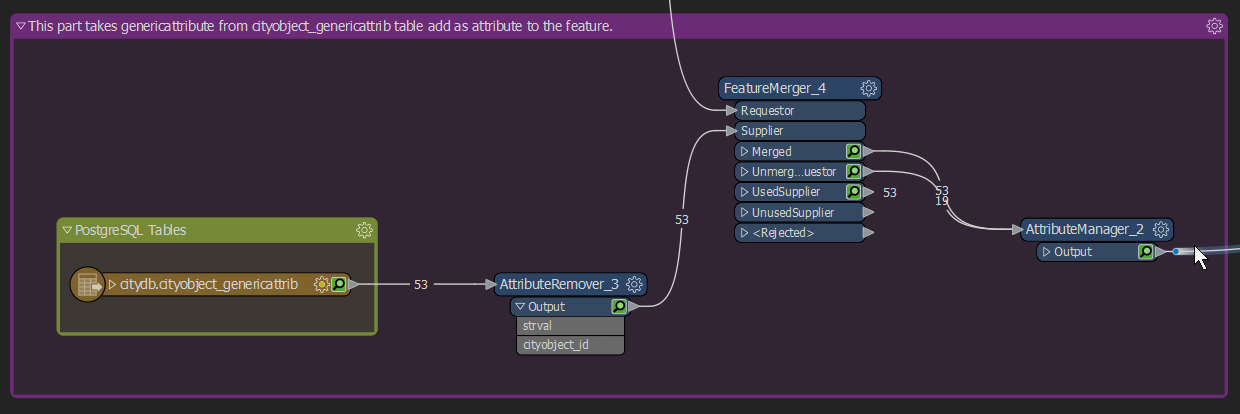 This part takes genericattribute from cityobject_genericattrib table add as attribute to the feature.
FeatureMerger_4
Requestor
Supplier
Merged
Unmerg...uestor
UsedSupplier
53
53
19
UnusedSupplier
<Rejected>
53
PostgreSQL Tables
AttributeManager_2
Output
citydb.cityobject_genericattrib
53
AttributeRemover_3
Output
strval
cityobject_id